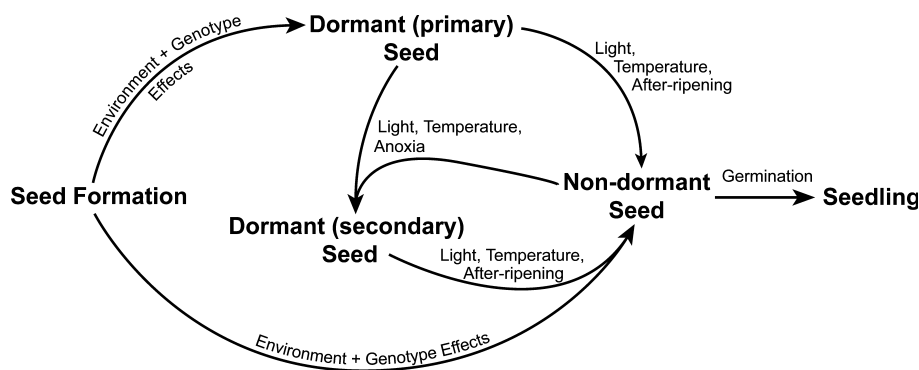 Dormant (primary)
Seed
Environment + Genotype
Effects
Light,
Temperature,
After-ripening
Light, Temperature,
Anoxia
Seed Formation
Non-dormant
Seed
Germination
Seedling
Dormant (secondary)
Seed
Light, Temperature,
After-ripening
Environment + Genotype Effects